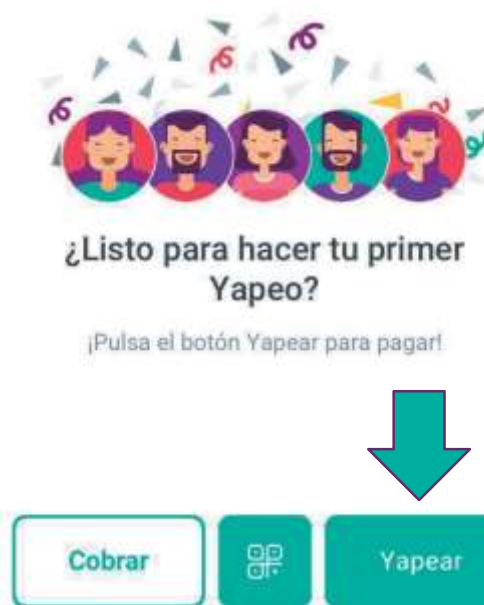 ¿Listo para hacer tu primer
Yapeo?
¡Pulsa el botón Yapear para pagar!
Cobrar
Yapear